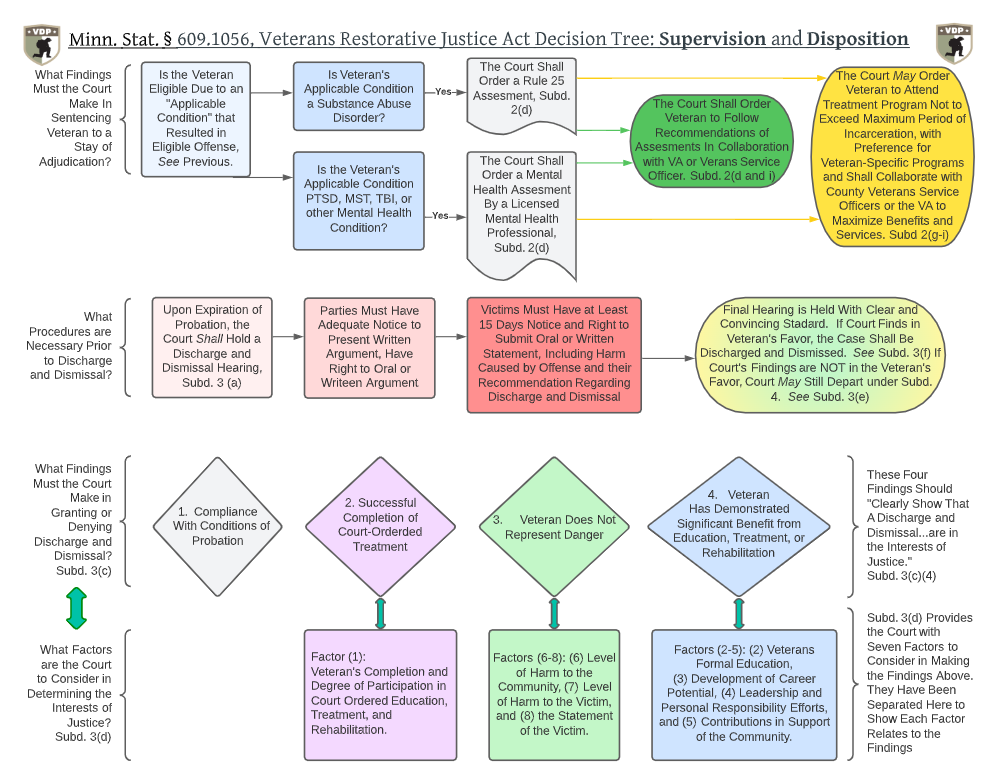 VDP
Minn. Stat. § 609.1056, Veterans Restorative Justice Act Decision Tree: Supervision and Disposition
VDP
What Findings
Must the Court
Make In
Sentencing
Veteran to a
Stay of
Adjudication?
Is the Veteran
Eligible Due to an
"Applicable
Condition" that
Resulted in
Eligible Offense,
See Previous.
Is Veteran's
Applicable Condition
a Substance Abuse
Disorder?
Yes
The Court Shall
Order a Rule 25
Assesment, Subd.
2(d)
Is the Veteran's
Applicable Condition
PTSD, MST, TBI, or
other Mental Health
Condition?
Yes
The Court Shall
Order a Mental
Health Assesment
By a Licensed
Mental Health
Professional,
Subd. 2(d)
The Court Shall Order
Veteran to Follow
Recommendations of
Assesments In Collaboration
with VA or Verans Service
Officer. Subd. 2(d and i)
The Court May Order
Veteran to Attend
Treatment Program Not to
Exceed Maximum Period of
Incarceration, with
Preference for
Veteran-Specific Programs
and Shall Collaborate with
County Veterans Service
Officers or the VA to
Maximize Benefits and
Services. Subd 2(g-i)
What
Procedures are
Necessary Prior
to Discharge
and Dismissal?
Upon Expiration of
Probation, the
Court Shall Hold a
Discharge and
Dismissal Hearing,
Subd. 3 (a)
Parties Must Have
Adequate Notice to
Present Written
Argument, Have
Right to Oral or
Writeen Argument
Victims Must Have at Least
15 Days Notice and Right to
Submit Oral or Written
Statement, Including Harm
Caused by Offense and their
Recommendation Regarding
Discharge and Dismissal
Final Hearing is Held With Clear and
Convincing Stadard. If Court Finds in
Veteran's Favor, the Case Shall Be
Discharged and Dismissed. See Subd. 3(f) If
Court's Findings are NOT in the Veteran's
Favor, Court May Still Depart under Subd.
4. See Subd. 3(e)
What Findings
Must the Court
Make in
Granting or
Denying
Discharge and
Dismissal?
Subd. 3(c)
1. Compliance
With Conditions of
Probation
2. Successful
Completion of
Court-Orderded
Treatment
3. Veteran Does Not
Represent Danger
4. Veteran
Has Demonstrated
Significant Benefit from
Education, Treatment, or
Rehabilitation
These Four
Findings Should
"Clearly Show That
A Discharge and
Dismissal...are in
the Interests of
Justice."
Subd. 3(c)(4)
What Factors
are the Court
to Consider in
Determining the
Interests of
Justice?
Subd. 3(d)
Factor (1):
Veteran's Completion and
Degree of Participation in
Court Ordered Education,
Treatment, and
Rehabilitation.
Factors (6-8): (6) Level
of Harm to the
Community, (7) Level
of Harm to the Victim,
and (8) the Statement
of the Victim.
Factors (2-5): (2) Veterans
Formal Education,
(3) Development of Career
Potential, (4) Leadership and
Personal Responsibility Efforts,
and (5) Contributions in Support
of the Community.
Subd. 3(d) Provides
the Court with
Seven Factors to
Consider in Making
the Findings Above.
They Have Been
Separated Here to
Show Each Factor
Relates to the
Findings